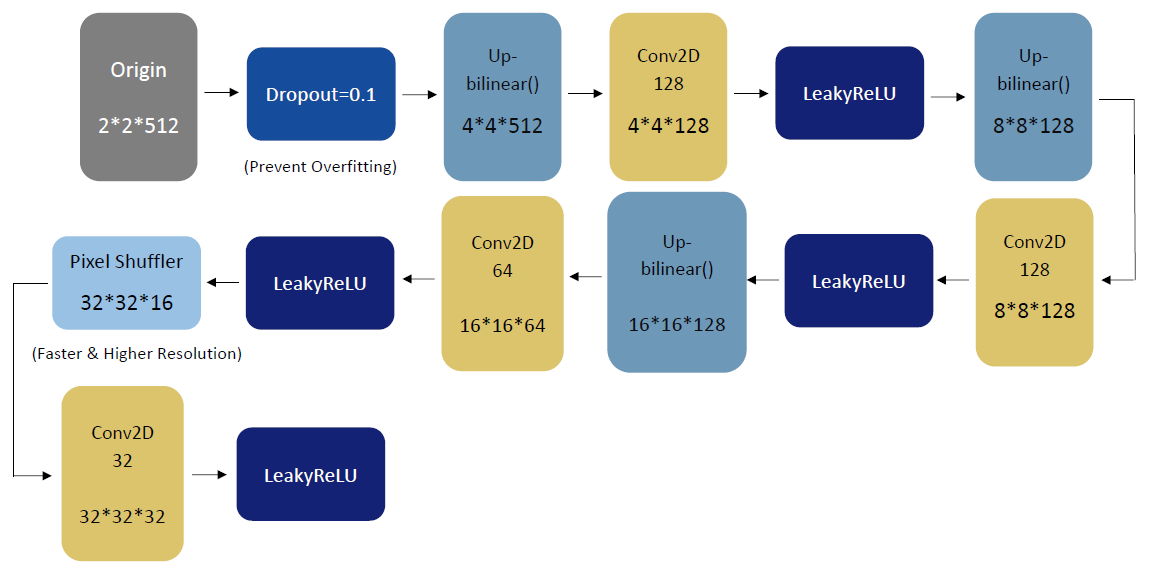 Origin
2*2*512
Dropout=0.1
(Prevent Overfitting)
Up-
bilinear()
4*4*512
Conv2D
128
4*4*128
LeakyReLU
Up-
bilinear()
8*8*128
Conv2D
128
8*8*128
LeakyReLU
Up-
bilinear()
16*16*128
Conv2D
64
16*16*64
LeakyReLU
Pixel Shuffler
32*32*16
(Faster & Higher Resolution)
Conv2D
32
32*32*32
LeakyReLU